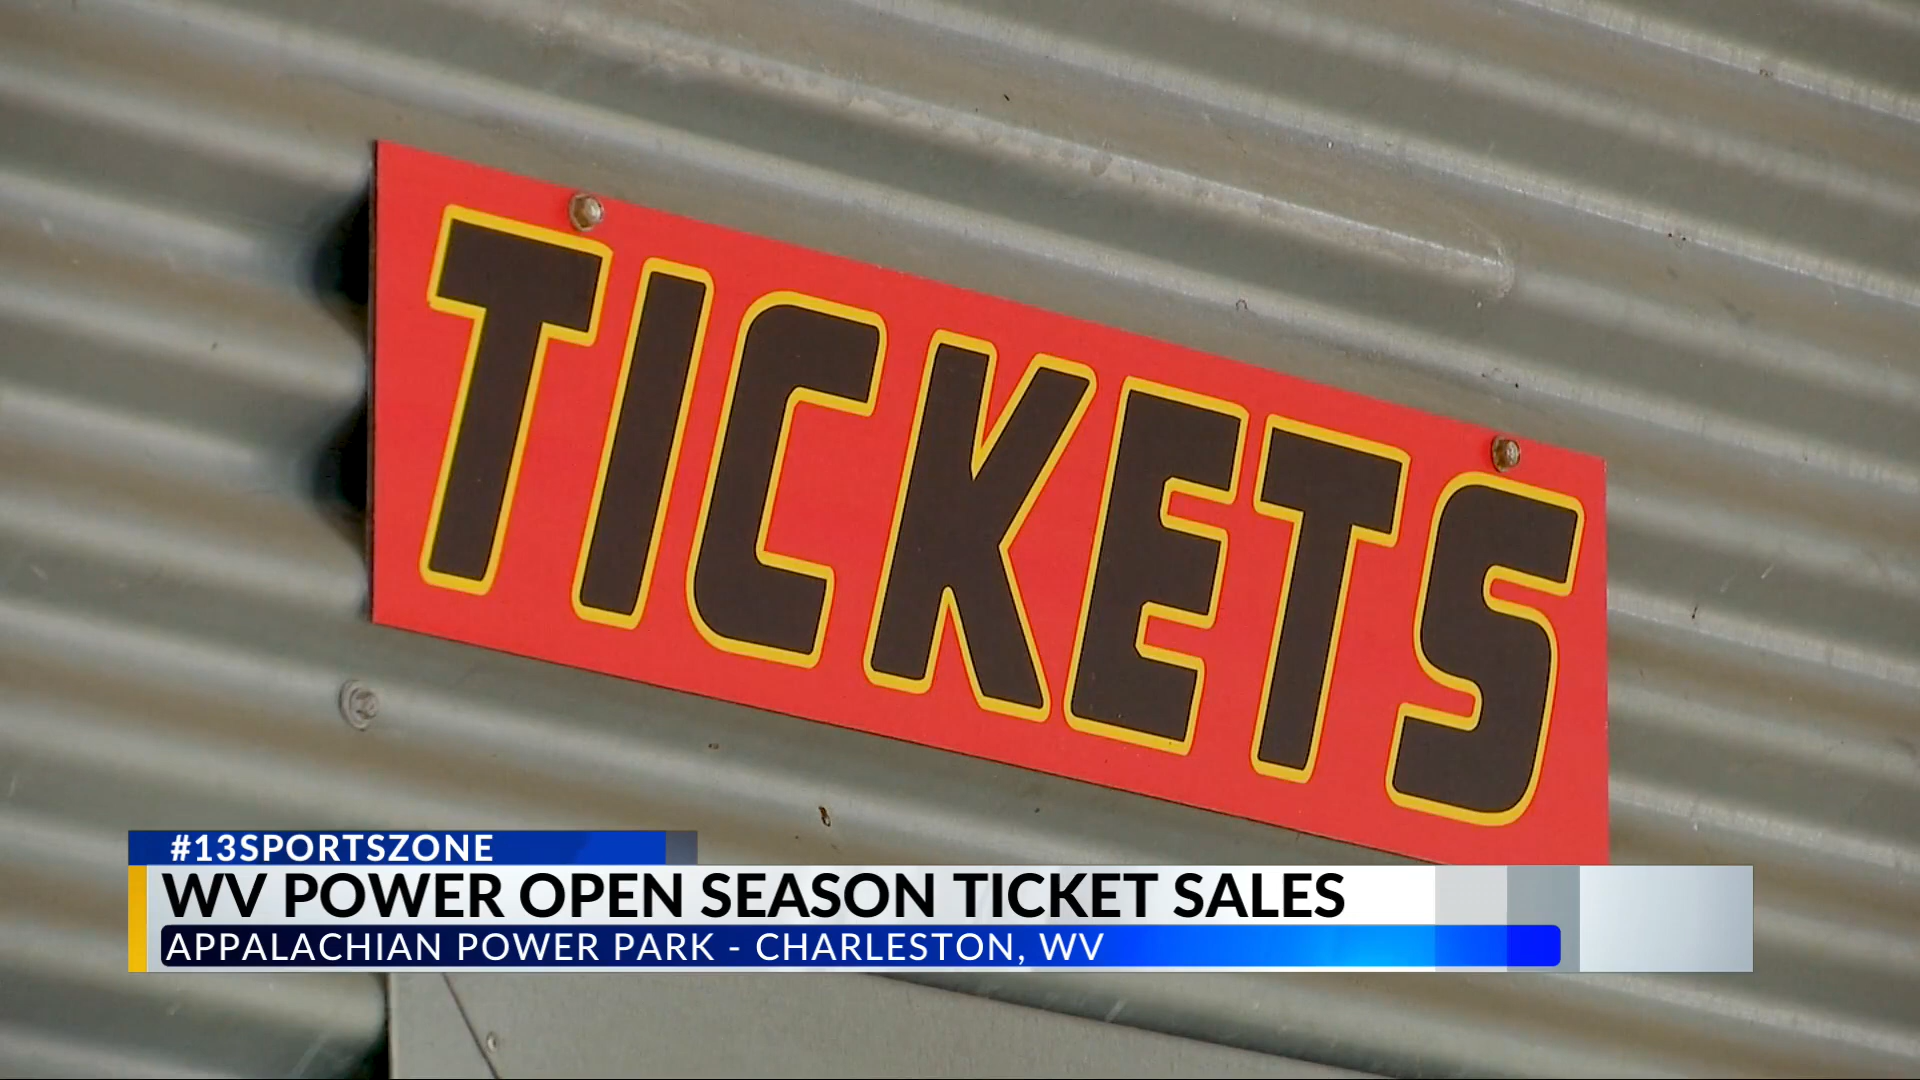 TICKETS
#13SPORTSZONE
WV POWER OPEN SEASON TICKET SALES
APPALACHIAN POWER PARK - CHARLESTON, WV